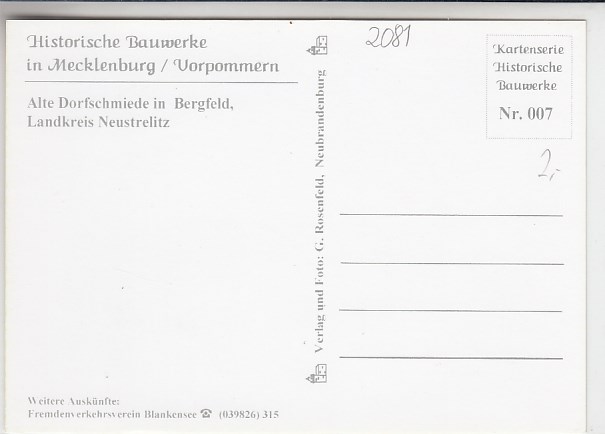 Historische Bauwerke
in Mecklenburg / Vorpommern
Alte Dorfschmiede in Bergfeld,
Landkreis Neustrelitz
Weitere Auskünfte:
Fremdenverkehrsverein Blankensee ☎ (039826) 315
Verlag und Foto: G. Rosenfeld, Neubrandenburg
2081
Kartenserie
Historische
Bauwerke
Nr. 007
2,-